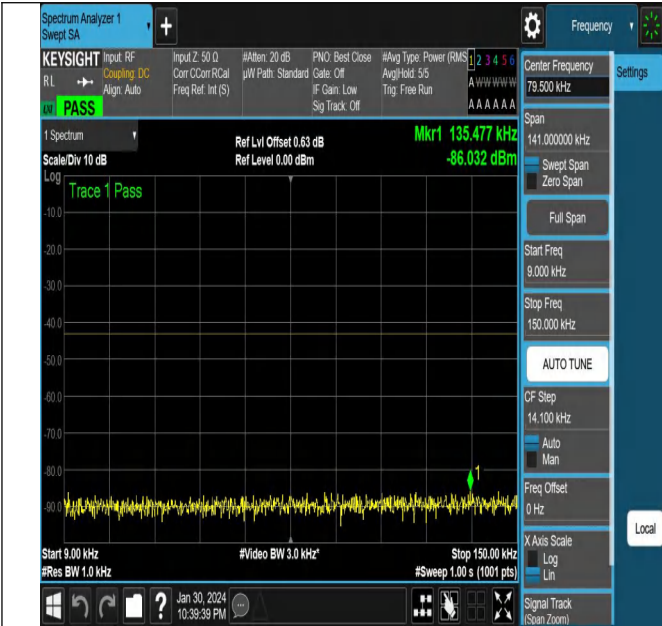 Spectrum Analyzer 1
Swept SA
Frequency
KEYSIGHT
RL
PASS
Input: RF
Coupling: DC
Align: Auto
Input Z: 50 Ω
Corr CCorr RCal
Freq Ref: Int (S)
#Atten: 20 dB
µW Path: Standard
PNO: Best Close
Gate: Off
IF Gain: Low
Sig Track: Off
#Avg Type: Power (RMS
Avg|Hold: 5/5
Trig: Free Run
1 2 3 4 5 6
A W W W W W
A A A A A A
1 Spectrum
Scale/Div 10 dB
Ref Lvl Offset 0.63 dB
Ref Level 0.00 dBm
Mkr1 135.477 kHz
-86.032 dBm
Log
Trace 1 Pass
-10.0
-20.0
-30.0
-40.0
-50.0
-60.0
-70.0
-80.0
-90.0
1
Start 9.00 kHz
#Res BW 1.0 kHz
#Video BW 3.0 kHz*
Stop 150.00 kHz
#Sweep 1.00 s (1001 pts)
Jan 30, 2024
10:39:39 PM
Center Frequency
79.500 kHz
Settings
Span
141.000000 kHz
Swept Span
Zero Span
Full Span
Start Freq
9.000 kHz
Stop Freq
150.000 kHz
AUTO TUNE
CF Step
14.100 kHz
Auto
Man
Freq Offset
0 Hz
X Axis Scale
Log
Lin
Local
Signal Track
(Span Zoom)